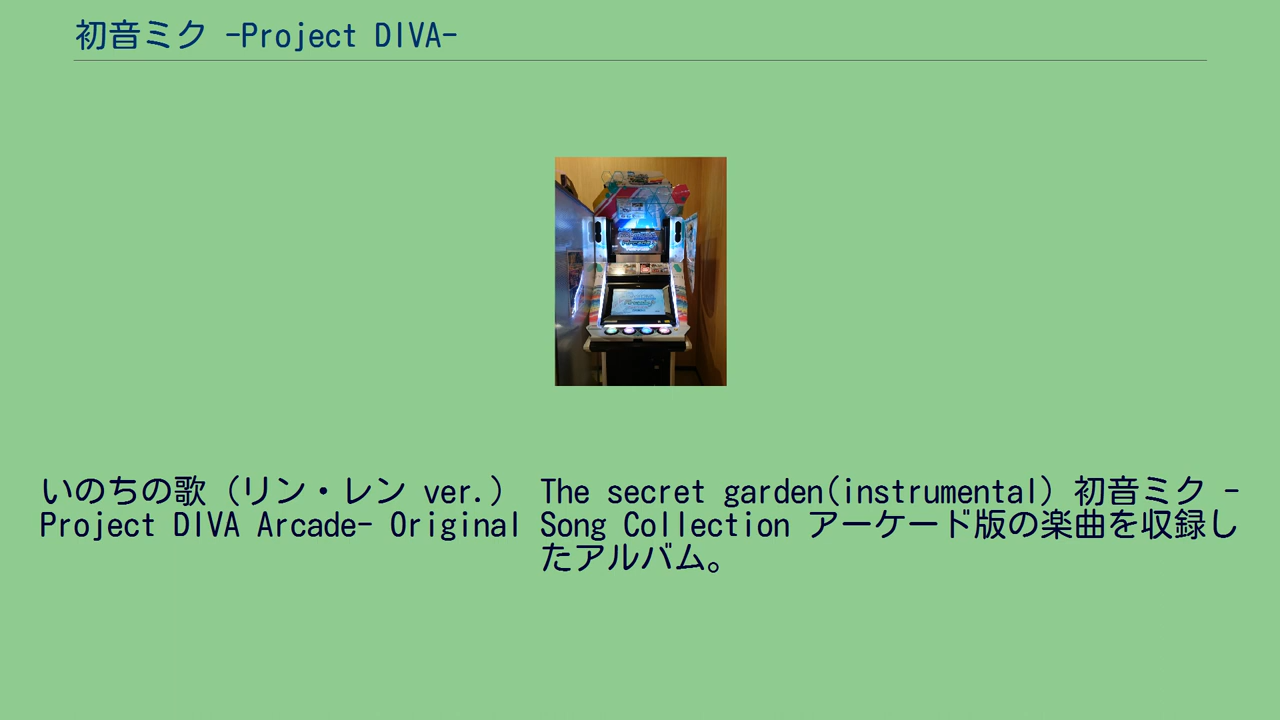 初音ミク -Project DIVA-
いのちの歌（リン・レン ver.） The secret garden(instrumental) 初音ミク -
Project DIVA Arcade- Original Song Collection アーケード版の楽曲を収録し
たアルバム。